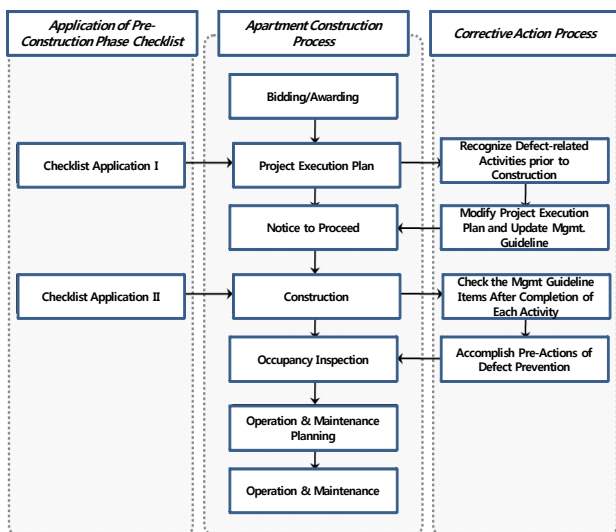 Application of Pre-
Construction Phase Checklist
Apartment Construction
Process
Corrective Action Process
Bidding/Awarding
Checklist Application I
Project Execution Plan
Recognize Defect-related
Activities prior to
Construction
Notice to Proceed
Modify Project Execution
Plan and Update Mgmt.
Guideline
Checklist Application II
Construction
Check the Mgmt Guideline
Items After Completion of
Each Activity
Occupancy Inspection
Accomplish Pre-Actions of
Defect Prevention
Operation & Maintenance
Planning
Operation & Maintenance